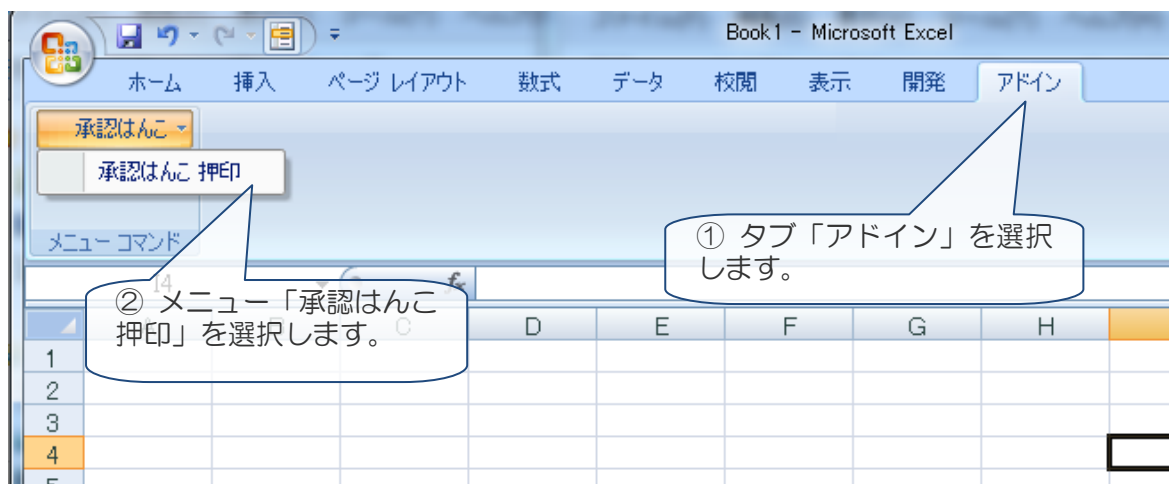 Book1 - Microsoft Excel
ホーム 挿入 ページ レイアウト 数式 データ 校閲 表示 開発 アドイン
承認はんこ
承認はんこ 押印
メニュー コマンド
① タブ「アドイン」を選択
します。
I4 fx
② メニュー「承認はんこ
押印」を選択します。
A B C D E F G H
1
2
3
4
5